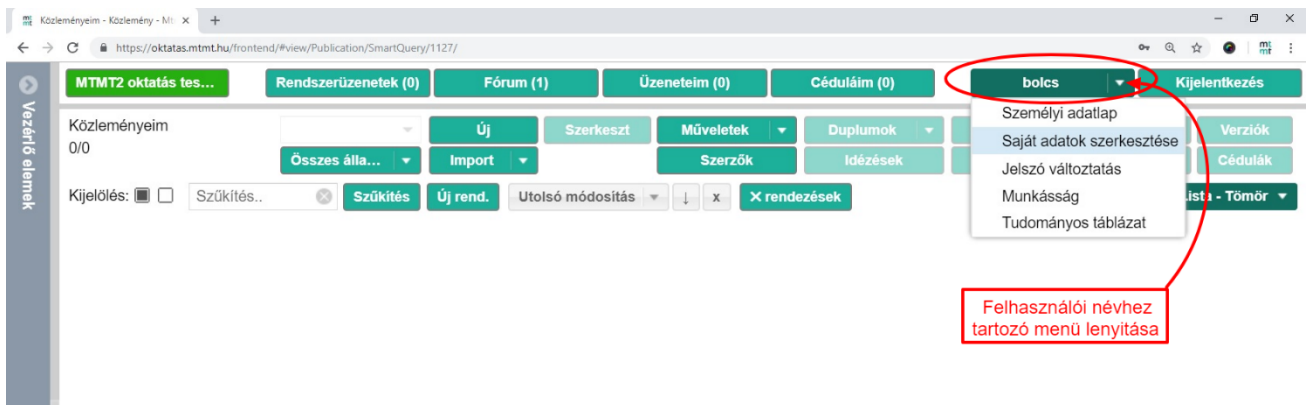 Közleményeim - Közlemény - Mt
https://oktatas.mtmt.hu/frontend/#view/Publication/SmartQuery/1127/
MTMT2 oktatás tes... Rendszerüzenetek (0) Fórum (1) Üzeneteim (0) Céduláim (0) bolcs Kijelentkezés
Vezérlő elemek
Közleményeim Új Szerkeszt Műveletek Duplumok Verziók
0/0 Összes álla... Import Szerzők Idézések Cédulák
Kijelölés: Szűkítés.. Szűkítés Új rend. Utolsó módosítás ↓ x X rendezések ista - Tömör
Személyi adatlap
Saját adatok szerkesztése
Jelszó változtatás
Munkásság
Tudományos táblázat
Felhasználói névhez
tartozó menü lenyitása